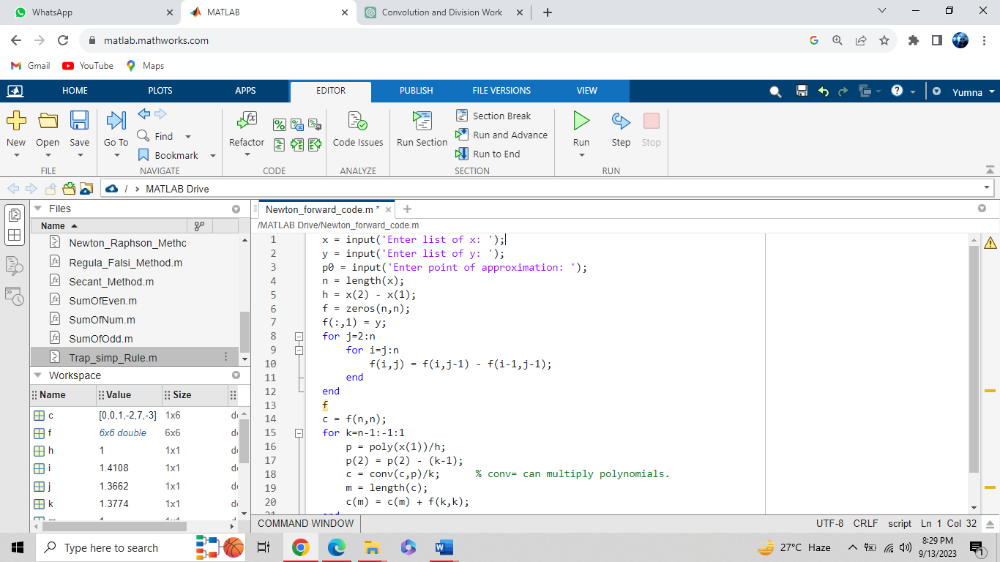 WhatsApp
MATLAB
Convolution and Division Work
matlab.mathworks.com
Gmail YouTube Maps
HOME PLOTS APPS EDITOR PUBLISH FILE VERSIONS VIEW Yumna
New Open Save Go To Find Bookmark Refactor Code Issues Run Section Section Break Run and Advance Run to End Run Step Stop
FILE NAVIGATE CODE ANALYZE SECTION RUN
/ › MATLAB Drive
Files
Name
Newton_Raphson_Metho
Regula_Falsi_Method.m
Secant_Method.m
SumOfEven.m
SumOfNum.m
SumOfOdd.m
Trap_simp_Rule.m
Workspace
Name Value Size
c [0,0,1,-2,7,-3] 1x6
f 6x6 double 6x6
h 1 1x1
i 1.4108 1x1
j 1.3662 1x1
k 1.3774 1x1
Newton_forward_code.m *
/MATLAB Drive/Newton_forward_code.m
1 x = input('Enter list of x: ');
2 y = input('Enter list of y: ');
3 p0 = input('Enter point of approximation: ');
4 n = length(x);
5 h = x(2) - x(1);
6 f = zeros(n,n);
7 f(:,1) = y;
8 for j=2:n
9 for i=j:n
10 f(i,j) = f(i,j-1) - f(i-1,j-1);
11 end
12 end
13 f
14 c = f(n,n);
15 for k=n-1:-1:1
16 p = poly(x(1))/h;
17 p(2) = p(2) - (k-1);
18 c = conv(c,p)/k; % conv= can multiply polynomials.
19 m = length(c);
20 c(m) = c(m) + f(k,k);
21 end
COMMAND WINDOW
UTF-8 CRLF script Ln 1 Col 32
Type here to search
27°C Haze
8:29 PM
9/13/2023
1